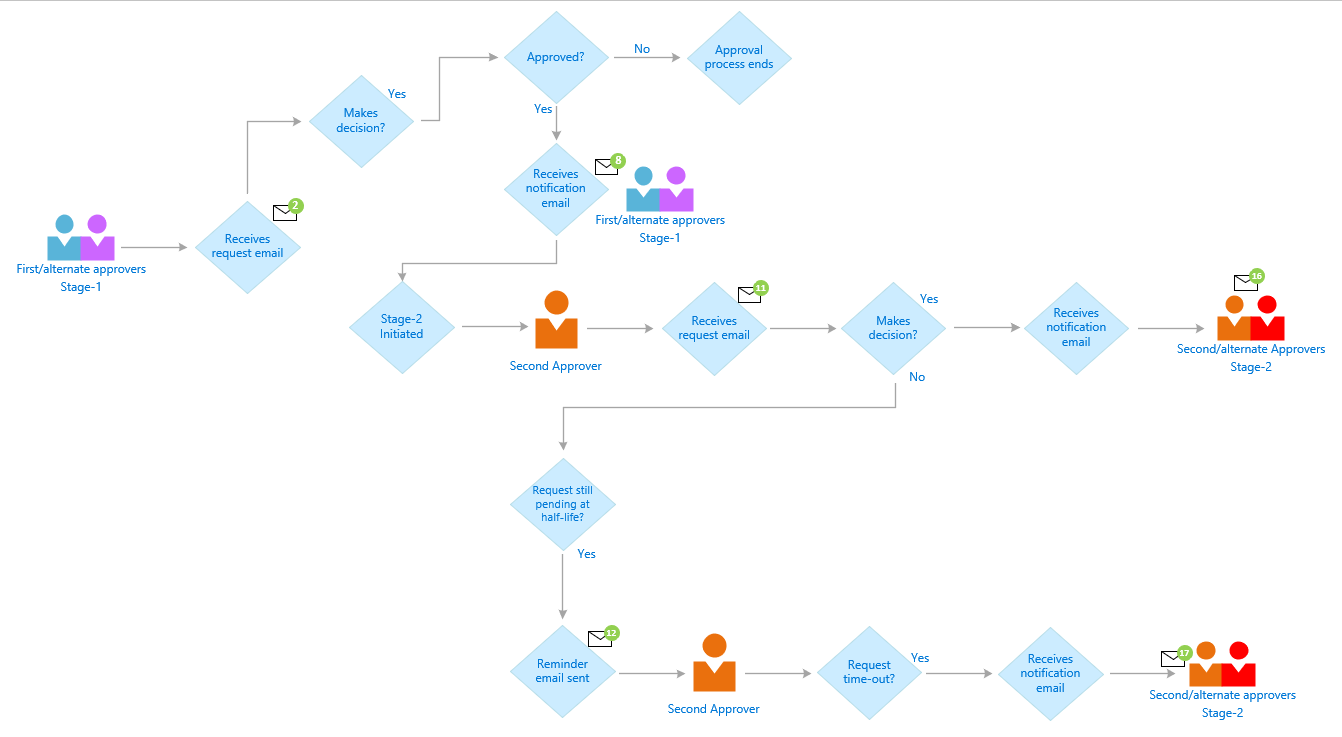 Approved?
No
Approval
process ends
Makes
decision?
Yes
Yes
Receives
notification
email
8
First/alternate approvers
Stage-1
2
Receives
request email
First/alternate approvers
Stage-1
Stage-2
Initiated
Second Approver
11
Receives
request email
Makes
decision?
Yes
No
Receives
notification
email
16
Second/alternate Approvers
Stage-2
Request still
pending at
half-life?
Yes
12
Reminder
email sent
Second Approver
Request
time-out?
Yes
Receives
notification
email
17
Second/alternate approvers
Stage-2